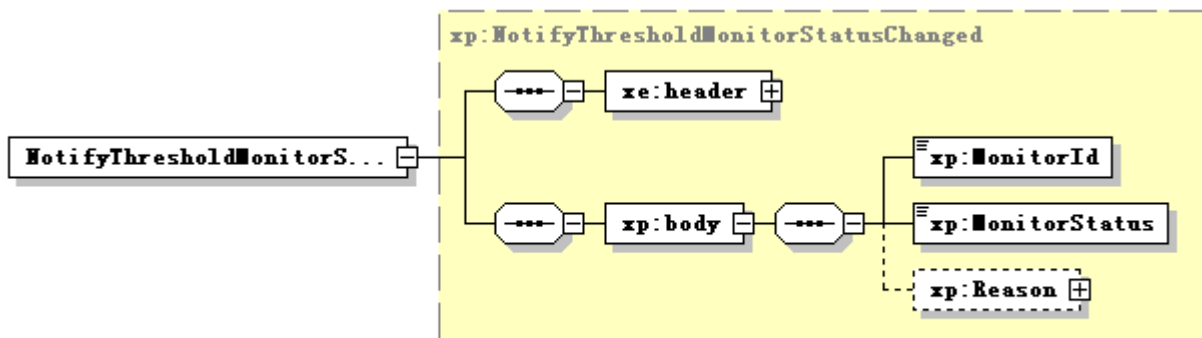 xp:NotifyThresholdMonitorStatusChanged
xe:header
NotifyThresholdMonitorS...
xp:MonitorId
xp:body
xp:MonitorStatus
xp:Reason